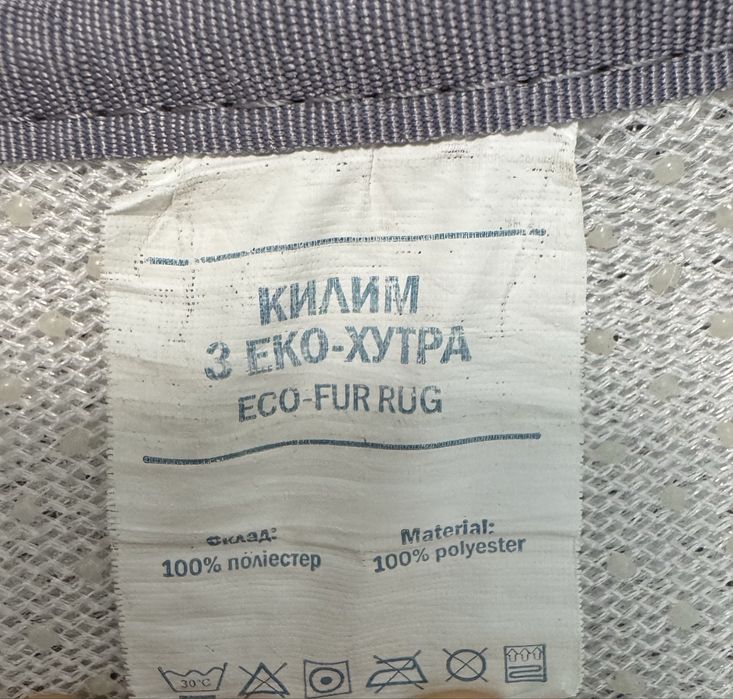 КИЛИМ
З ЕКО-ХУТРА
ECO-FUR RUG
Склад:
100% поліестер
Material:
100% polyester
30°C